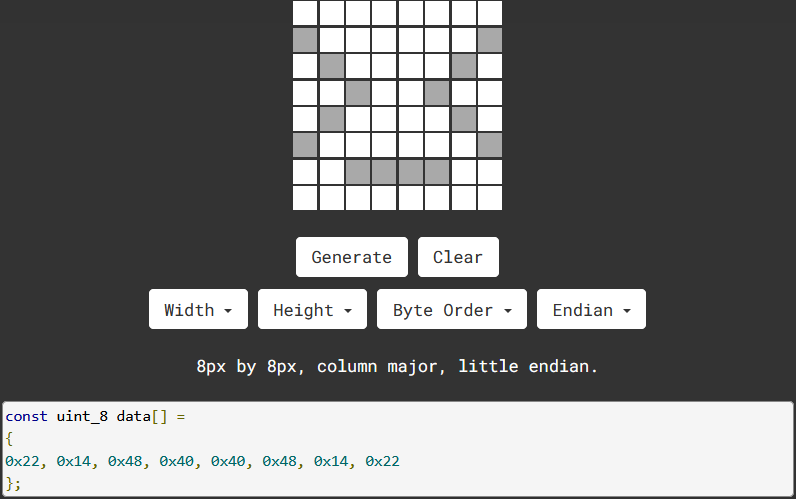 Generate Clear
Width Height Byte Order Endian
8px by 8px, column major, little endian.
const uint_8 data[] =
{
0x22, 0x14, 0x48, 0x40, 0x40, 0x48, 0x14, 0x22
};